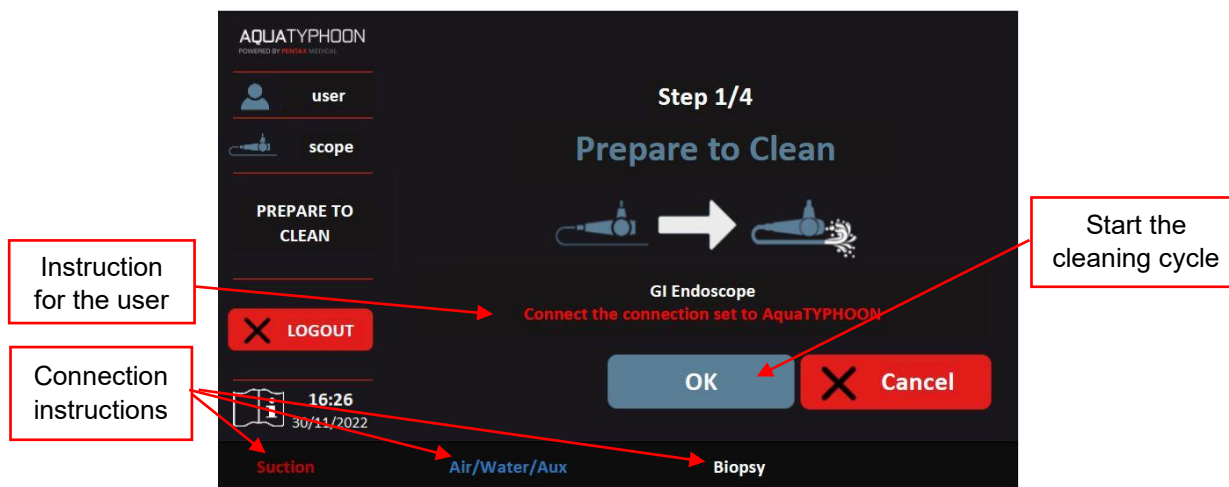 AQUATYPHOON
POWERED BY PENTAX MEDICAL
user
scope
PREPARE TO
CLEAN
LOGOUT
i
16:26
30/11/2022
Step 1/4
Prepare to Clean
GI Endoscope
Connect the connection set to AquaTYPHOON
OK
Cancel
Suction
Air/Water/Aux
Biopsy
Instruction
for the user
Connection
instructions
Start the
cleaning cycle